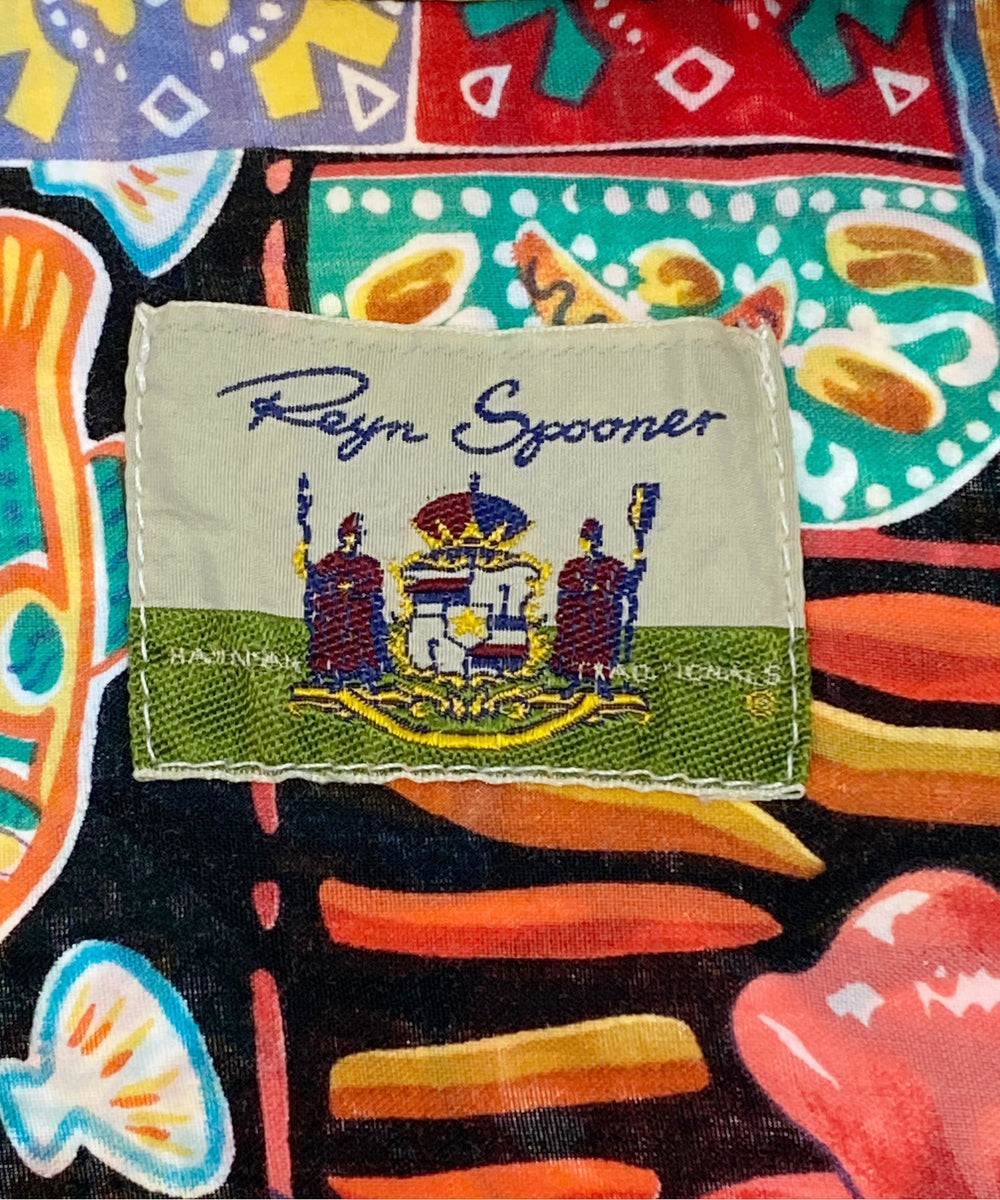 Reyn Spooner
HAWAIIAN TRADITIONALS
®